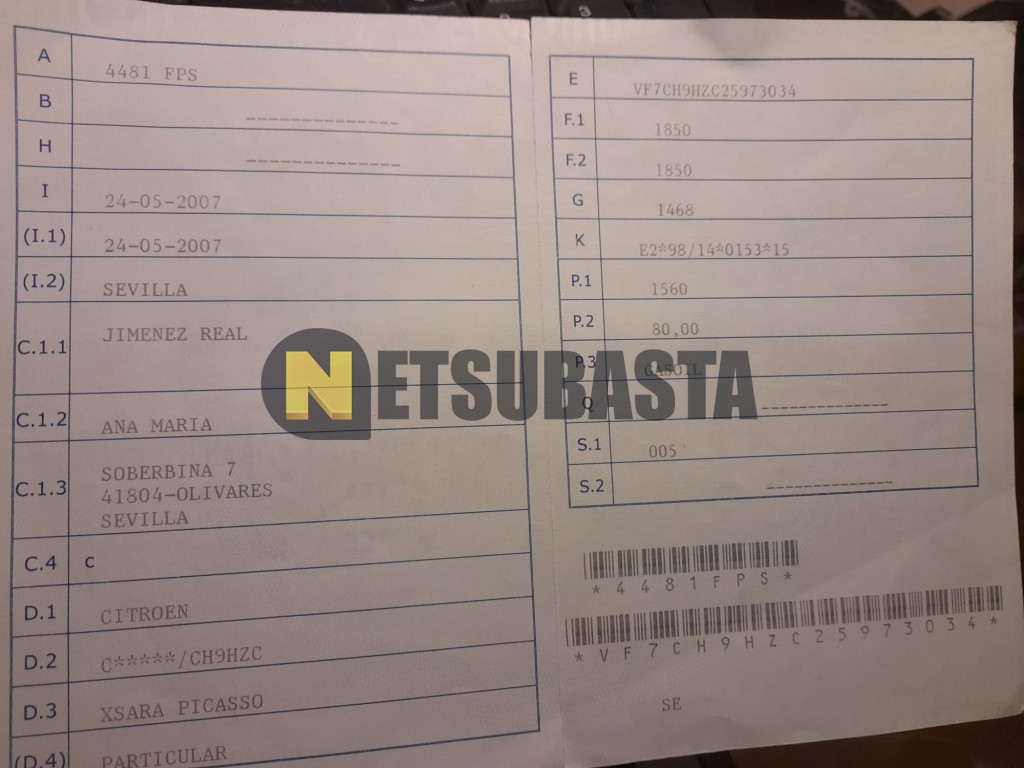 A 4481 FPS
B --------------
H --------------
I 24-05-2007
(I.1) 24-05-2007
(I.2) SEVILLA
C.1.1 JIMENEZ REAL
C.1.2 ANA MARIA
C.1.3 SOBERBINA 7
41804-OLIVARES
SEVILLA
C.4 C
D.1 CITROEN
D.2 C*****/CH9HZC
D.3 XSARA PICASSO
(D.4) PARTICULAR
E VF7CH9HZC25973034
F.1 1850
F.2 1850
G 1468
K E2*98/14*0153*15
P.1 1560
P.2 80,00
P.3 GASOIL
Q --------------
S.1 005
S.2 --------------
*4481FPS*
*VF7CH9HZC25973034*
SE
NETSUBASTA